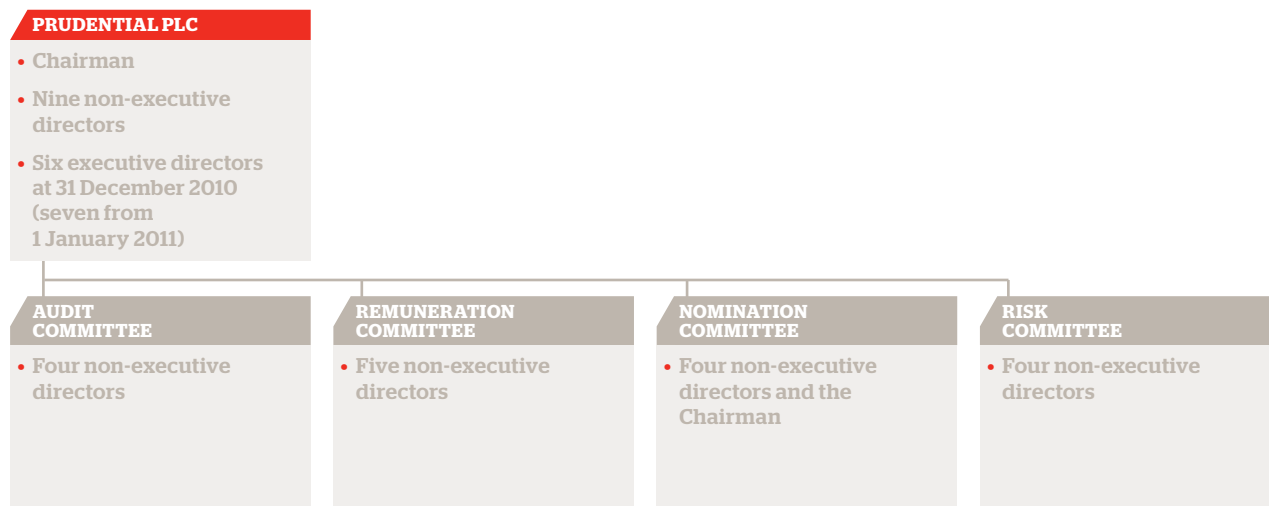 PRUDENTIAL PLC
• Chairman
• Nine non-executive
directors
• Six executive directors
at 31 December 2010
(seven from
1 January 2011)
AUDIT
COMMITTEE
• Four non-executive
directors
REMUNERATION
COMMITTEE
• Five non-executive
directors
NOMINATION
COMMITTEE
• Four non-executive
directors and the
Chairman
RISK
COMMITTEE
• Four non-executive
directors